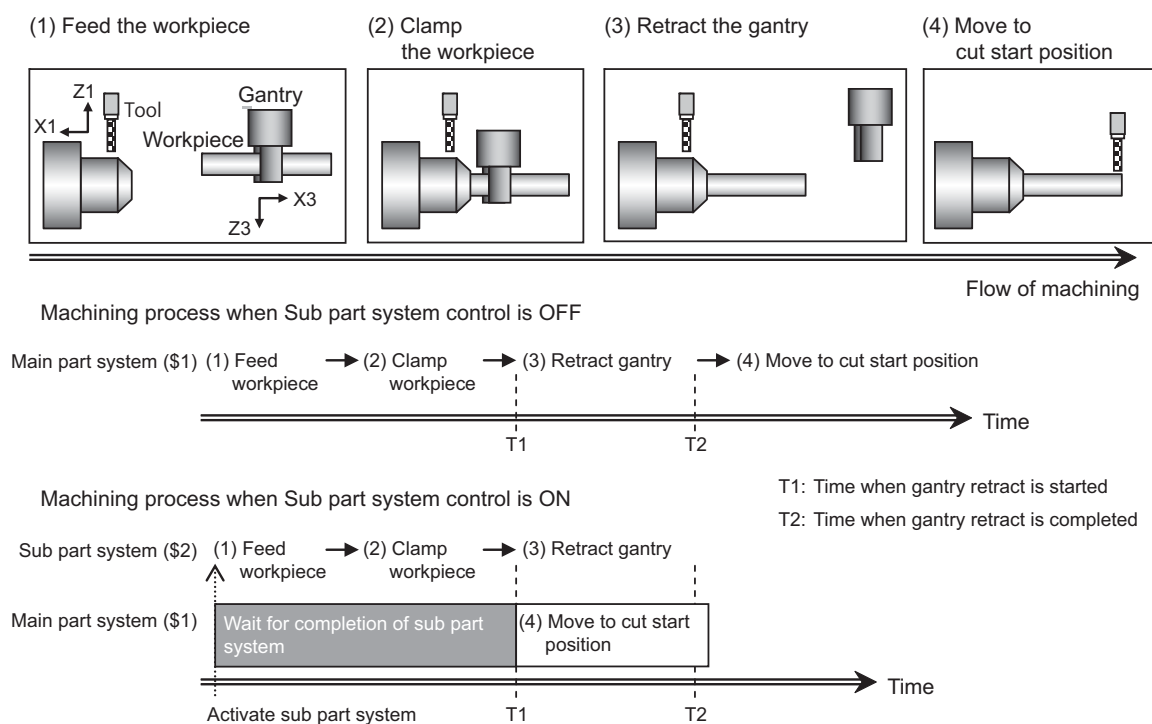 (1) Feed the workpiece
(2) Clamp
the workpiece
(3) Retract the gantry
(4) Move to
cut start position
Z1
X1
Tool
Gantry
Workpiece
X3
Z3
Flow of machining
Machining process when Sub part system control is OFF
Main part system ($1) (1) Feed
workpiece
(2) Clamp
workpiece
(3) Retract gantry
(4) Move to cut start position
Time
T1
T2
Machining process when Sub part system control is ON
T1: Time when gantry retract is started
T2: Time when gantry retract is completed
Sub part system ($2) (1) Feed
workpiece
(2) Clamp
workpiece
(3) Retract gantry
Main part system ($1)
Wait for completion of sub part
system
(4) Move to cut start
position
Time
Activate sub part system
T1
T2